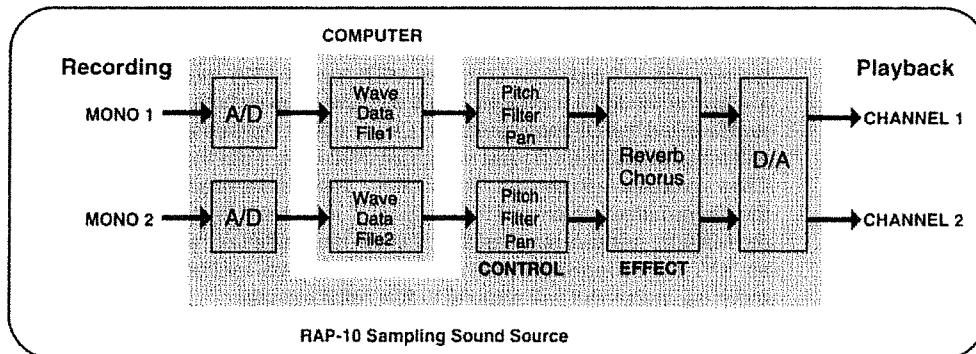 COMPUTER
Recording
Playback
MONO 1
A/D
Wave
Data
File1
Pitch
Filter
Pan
Reverb
Chorus
D/A
CHANNEL 1
MONO 2
A/D
Wave
Data
File2
Pitch
Filter
Pan
CHANNEL 2
CONTROL
EFFECT
RAP-10 Sampling Sound Source